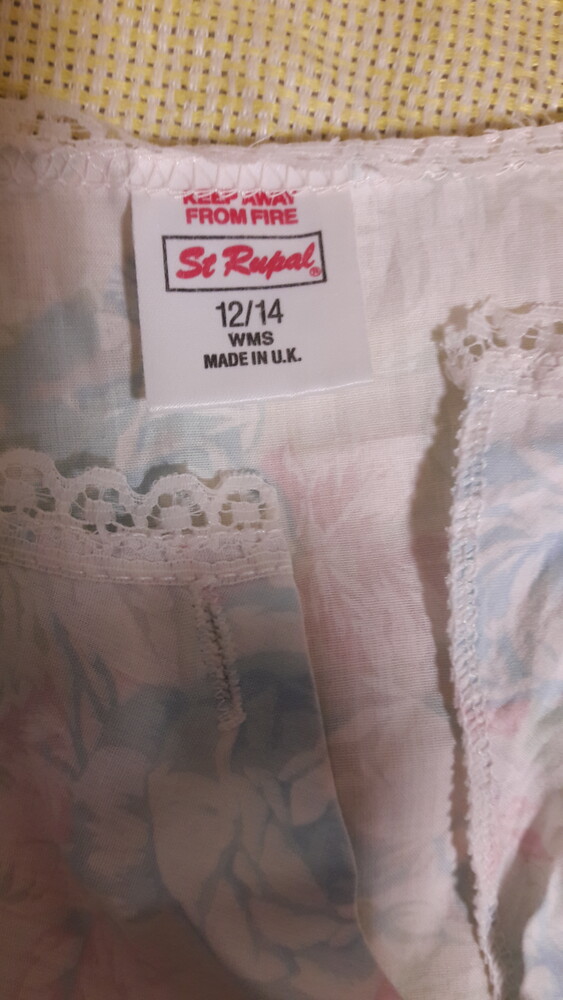 KEEP AWAY
FROM FIRE
St Rupal®
12/14
WMS
MADE IN U.K.